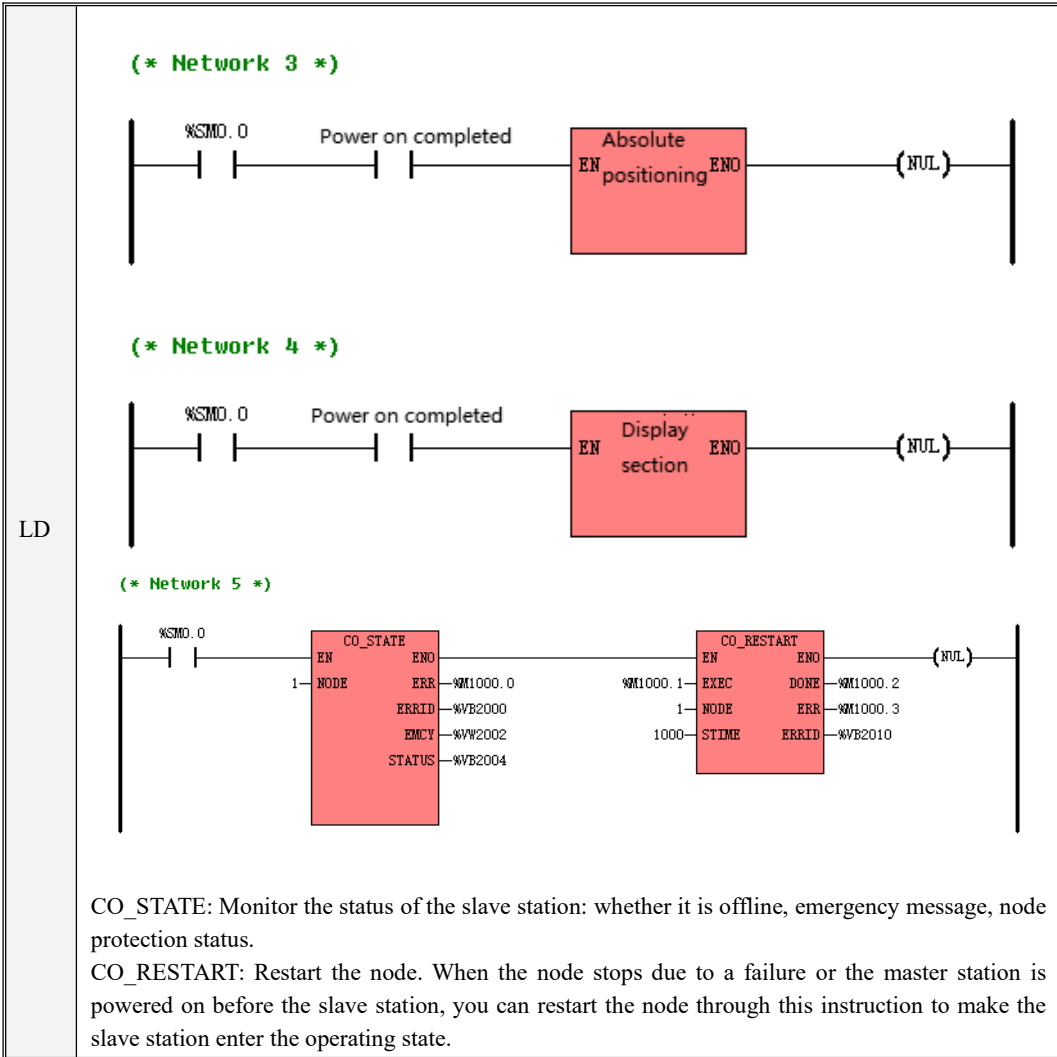 (* Network 3 *)
%SM0.0 Power on completed
Absolute
EN positioning ENO (NUL)
(* Network 4 *)
%SM0.0 Power on completed
Display
EN ENO (NUL)
section
LD
(* Network 5 *)
%SM0.0
CO_STATE CO_RESTART
EN ENO EN ENO (NUL)
1 NODE ERR %M1000.0 %M1000.1 EXEC DONE %M1000.2
ERRID %VB2000 1 NODE ERR %M1000.3
EMCY %VW2002 1000 STIME ERRID %VB2010
STATUS %VB2004
CO_STATE: Monitor the status of the slave station: whether it is offline, emergency message, node
protection status.
CO_RESTART: Restart the node. When the node stops due to a failure or the master station is
powered on before the slave station, you can restart the node through this instruction to make the
slave station enter the operating state.